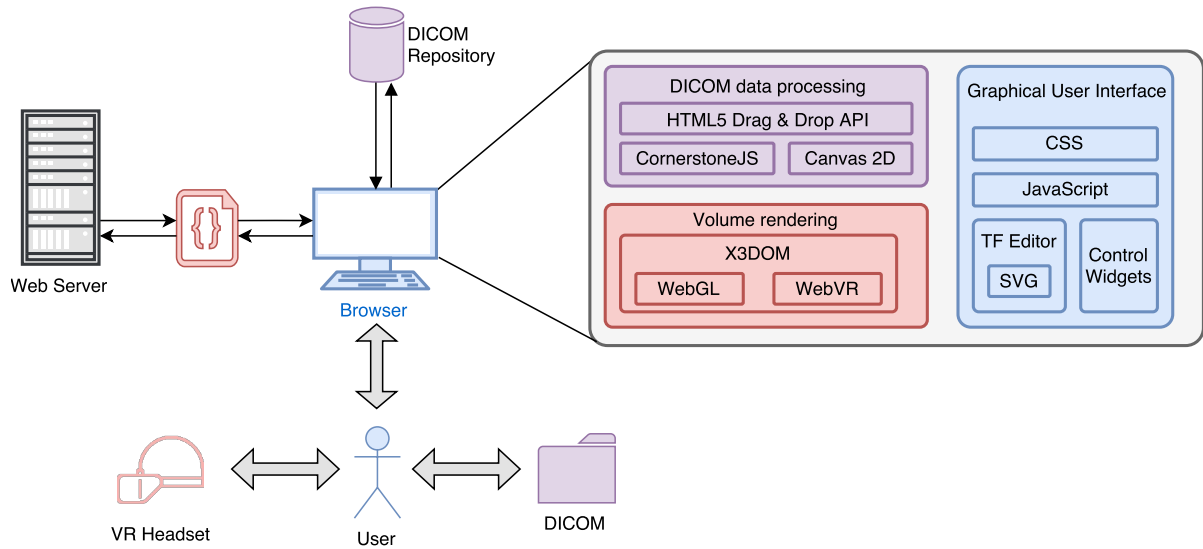 DICOM
Repository
Web Server
{}
Browser
DICOM data processing
HTML5 Drag & Drop API
CornerstoneJS
Canvas 2D
Volume rendering
X3DOM
WebGL
WebVR
Graphical User Interface
CSS
JavaScript
TF Editor
SVG
Control
Widgets
VR Headset
User
DICOM